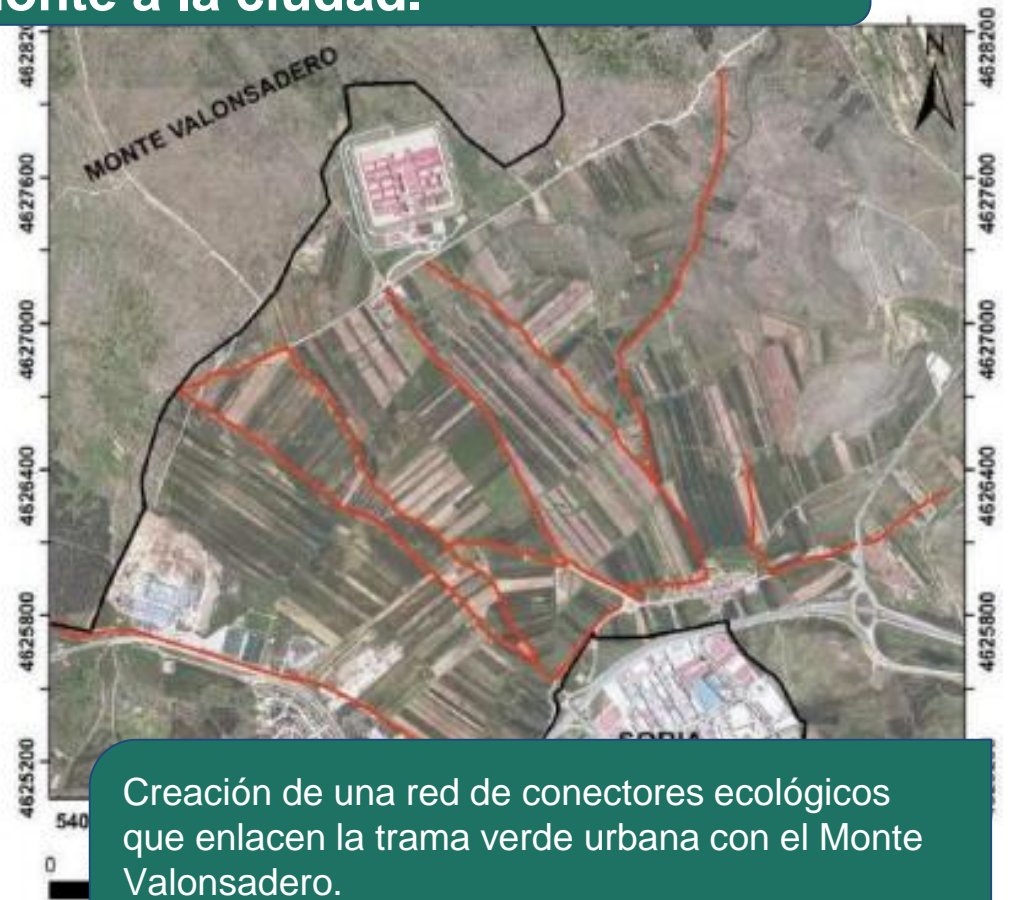 monte a la ciudad.
4628200
4628200
N
MONTE VALONSADERO
4627600
4627600
4627000
4627000
4626400
4626400
4625800
4625800
SORIA
4625200
540
0
Creación de una red de conectores ecológicos
que enlacen la trama verde urbana con el Monte
Valonsadero.